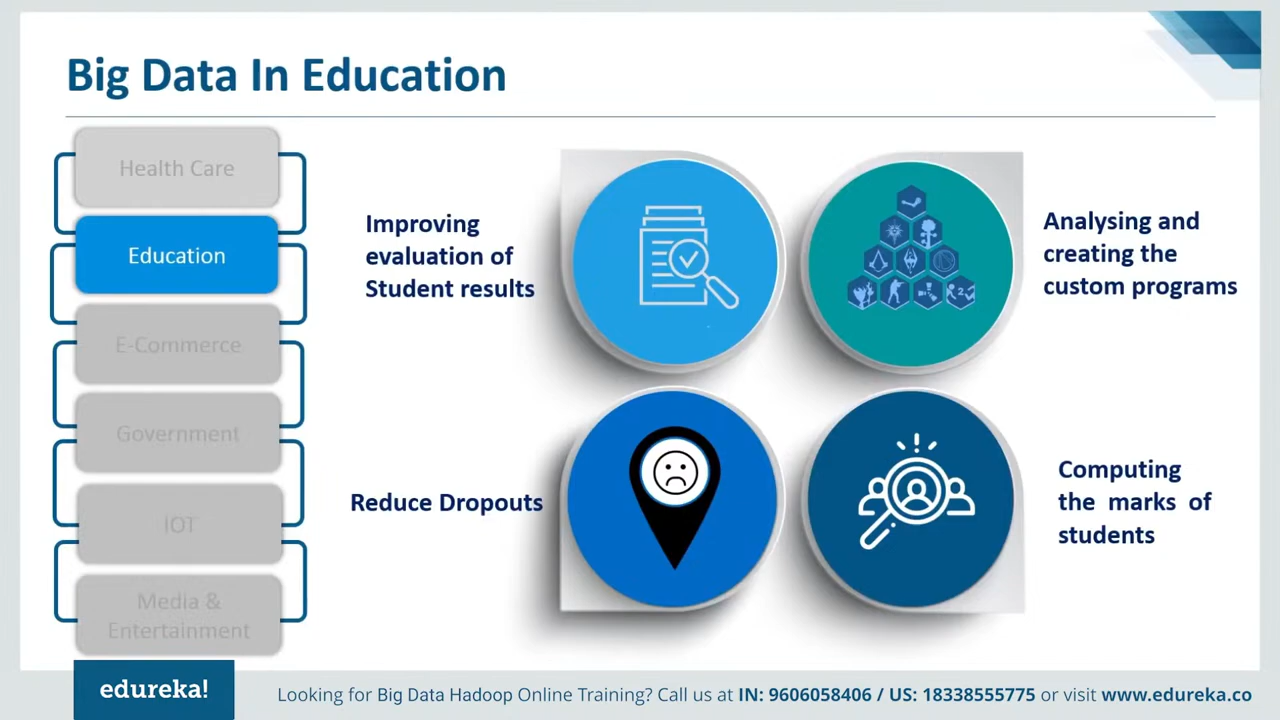 Big Data In Education
Health Care
Education
E-Commerce
Government
IOT
Media &
Entertainment
Improving
evaluation of
Student results
Analysing and
creating the
custom programs
Reduce Dropouts
Computing
the marks of
students
edureka!
Looking for Big Data Hadoop Online Training? Call us at IN: 9606058406 / US: 18338555775 or visit www.edureka.co